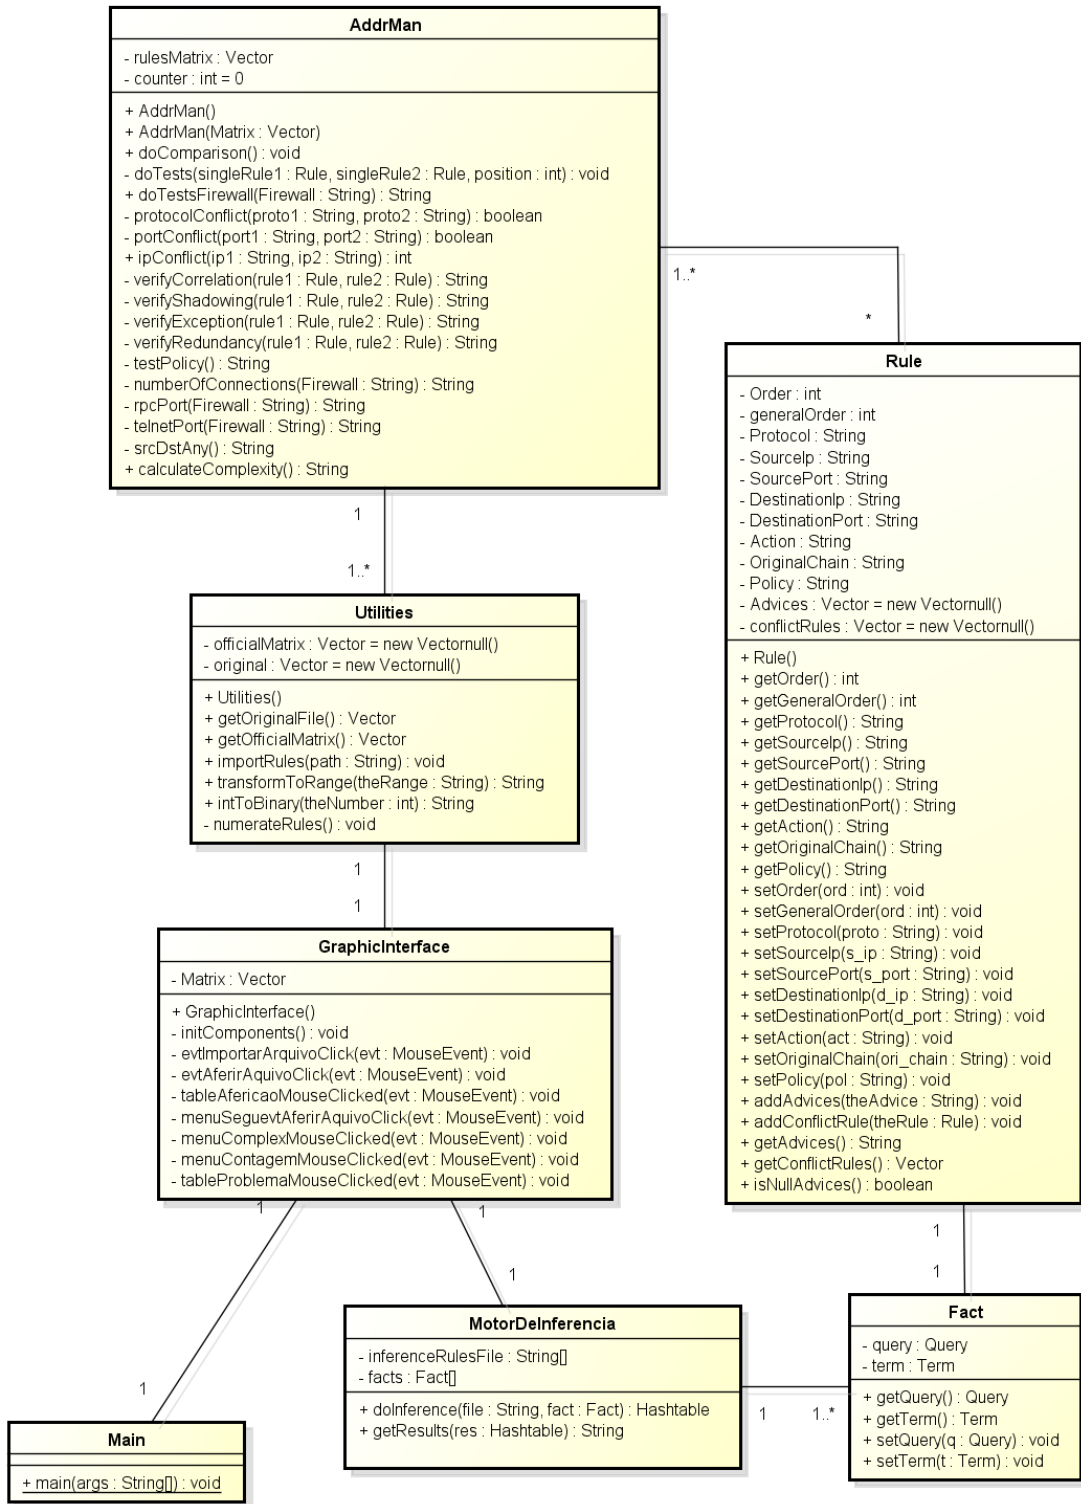 AddrMan
- rulesMatrix : Vector
- counter : int = 0
+ AddrMan()
+ AddrMan(Matrix : Vector)
+ doComparison() : void
- doTests(singleRule1 : Rule, singleRule2 : Rule, position : int) : void
+ doTestsFirewall(Firewall : String) : String
- protocolConflict(proto1 : String, proto2 : String) : boolean
- portConflict(port1 : String, port2 : String) : boolean
+ ipConflict(ip1 : String, ip2 : String) : int
- verifyCorrelation(rule1 : Rule, rule2 : Rule) : String
- verifyShadowing(rule1 : Rule, rule2 : Rule) : String
- verifyException(rule1 : Rule, rule2 : Rule) : String
- verifyRedundancy(rule1 : Rule, rule2 : Rule) : String
- testPolicy() : String
- numberOfConnections(Firewall : String) : String
- rpcPort(Firewall : String) : String
- telnetPort(Firewall : String) : String
- srcDstAny() : String
+ calculateComplexity() : String
1..*
*
1
1..*
Rule
- Order : int
- generalOrder : int
- Protocol : String
- SourceIp : String
- SourcePort : String
- DestinationIp : String
- DestinationPort : String
- Action : String
- OriginalChain : String
- Policy : String
- Advices : Vector = new Vectornull()
- conflictRules : Vector = new Vectornull()
+ Rule()
+ getOrder() : int
+ getGeneralOrder() : int
+ getProtocol() : String
+ getSourceIp() : String
+ getSourcePort() : String
+ getDestinationIp() : String
+ getDestinationPort() : String
+ getAction() : String
+ getOriginalChain() : String
+ getPolicy() : String
+ setOrder(ord : int) : void
+ setGeneralOrder(ord : int) : void
+ setProtocol(proto : String) : void
+ setSourceIp(s_ip : String) : void
+ setSourcePort(s_port : String) : void
+ setDestinationIp(d_ip : String) : void
+ setDestinationPort(d_port : String) : void
+ setAction(act : String) : void
+ setOriginalChain(ori_chain : String) : void
+ setPolicy(pol : String) : void
+ addAdvices(theAdvice : String) : void
+ addConflictRule(theRule : Rule) : void
+ getAdvices() : String
+ getConflictRules() : Vector
+ isNullAdvices() : boolean
Utilities
- officialMatrix : Vector = new Vectornull()
- original : Vector = new Vectornull()
+ Utilities()
+ getOriginalFile() : Vector
+ getOfficialMatrix() : Vector
+ importRules(path : String) : void
+ transformToRange(theRange : String) : String
+ intToBinary(theNumber : int) : String
- numerateRules() : void
1
1
GraphicInterface
- Matrix : Vector
+ GraphicInterface()
- initComponents() : void
- evtImportarArquivoClick(evt : MouseEvent) : void
- evtAferirAquivoClick(evt : MouseEvent) : void
- tableAfericaoMouseClicked(evt : MouseEvent) : void
- menuSeguevtAferirAquivoClick(evt : MouseEvent) : void
- menuComplexMouseClicked(evt : MouseEvent) : void
- menuContagemMouseClicked(evt : MouseEvent) : void
- tableProblemaMouseClicked(evt : MouseEvent) : void
1
1
1
1
1
1
MotorDeInferencia
- inferenceRulesFile : String[]
- facts : Fact[]
+ doInference(file : String, fact : Fact) : Hashtable
+ getResults(res : Hashtable) : String
1
1..*
Fact
- query : Query
- term : Term
+ getQuery() : Query
+ getTerm() : Term
+ setQuery(q : Query) : void
+ setTerm(t : Term) : void
Main
+ main(args : String[]) : void